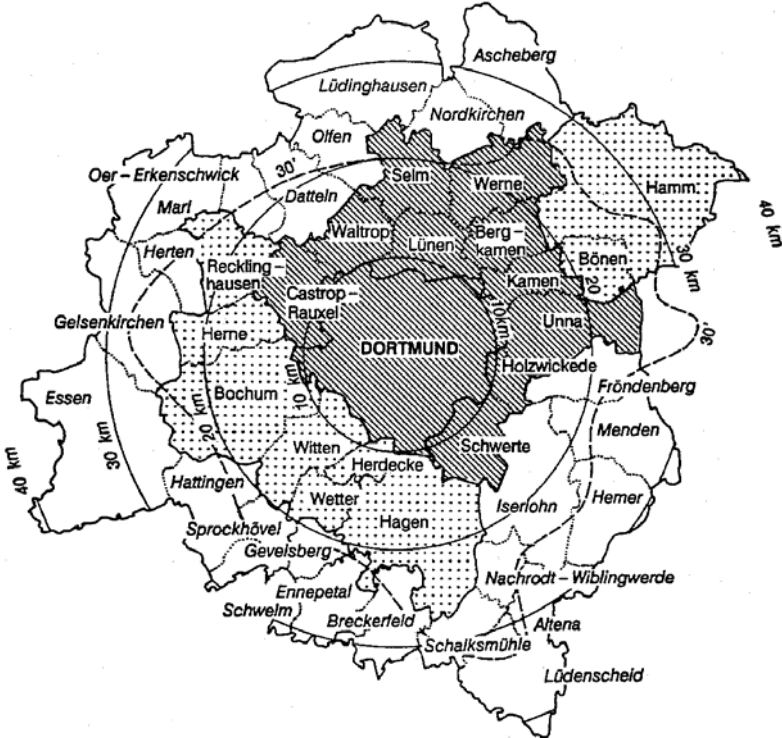 Ascheberg
Lüdinghausen
Nordkirchen
Olfen
Oer – Erkenschwick
30'
Selm
Werne
Hamm
40 km
Marl
Datteln
Waltrop
Lünen
Berg –
kamen
Bönen
30 km
Herten
Reckling –
hausen
Kamen
20
Castrop –
Rauxel
10 km
Unna
Gelsenkirchen
Herne
DORTMUND
30'
Holzwickede
Essen
Bochum
10 km
Fröndenberg
20 km
Menden
30 km
Witten
Schwerte
Herdecke
40 km
Hattingen
Wetter
Hagen
Iserlohn
Hemer
Sprockhövel
Gevelsberg
Nachrodt – Wiblingwerde
Ennepetal
Schwelm
Breckerfeld
Altena
Schalksmühle
Lüdenscheid